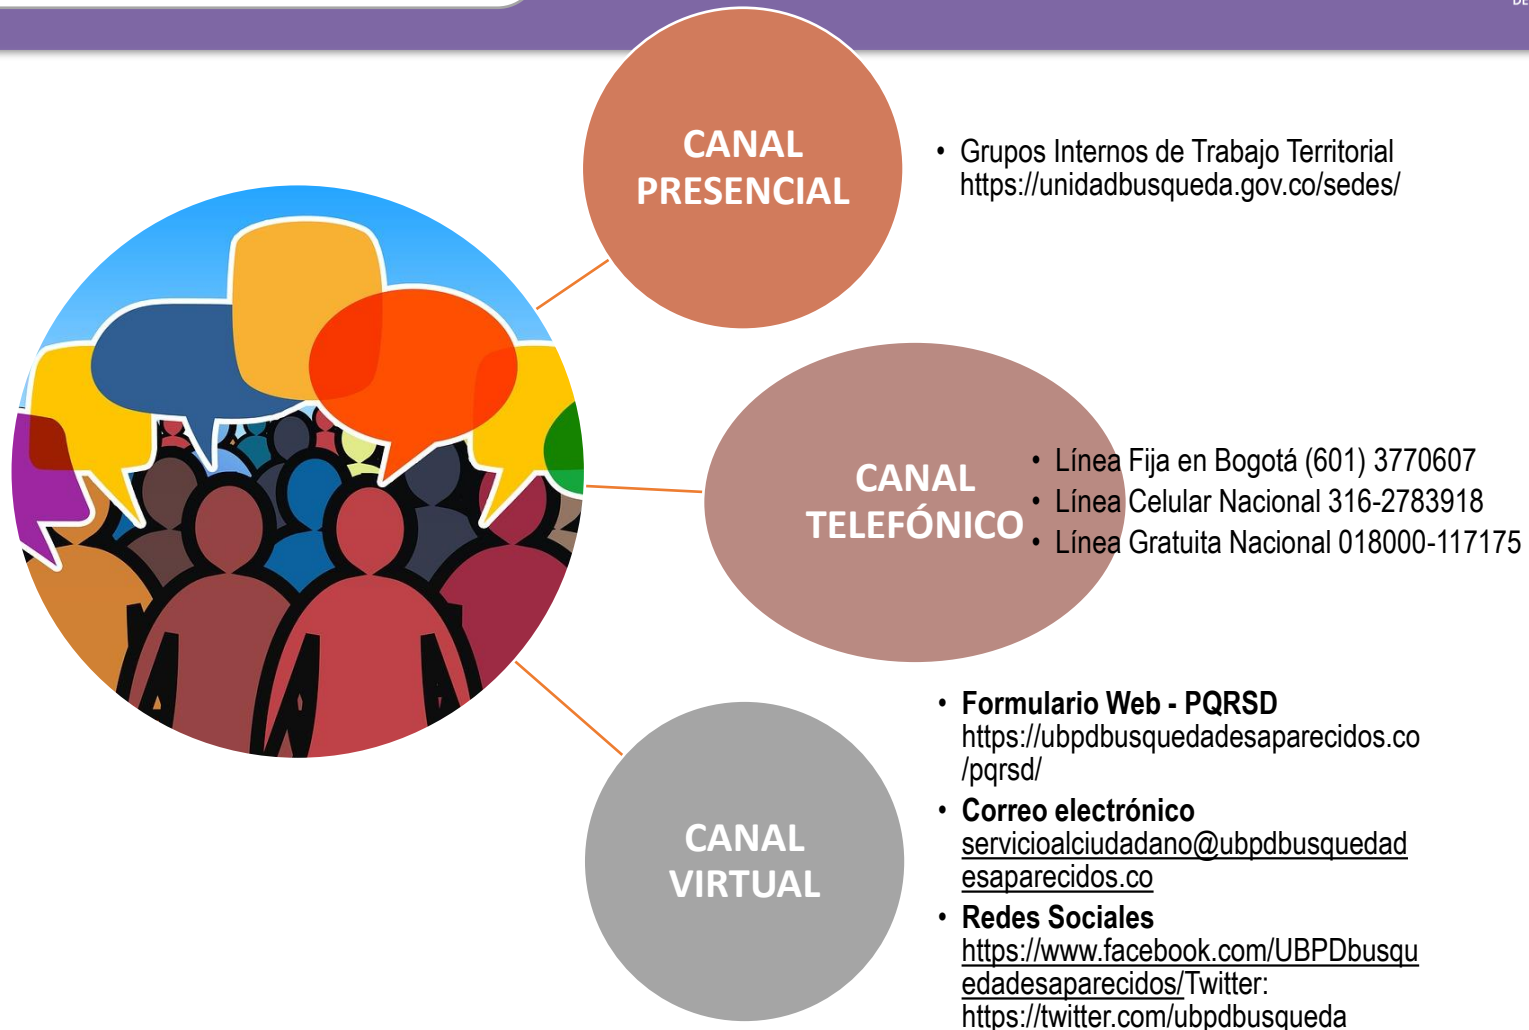 DE
CANAL
PRESENCIAL
• Grupos Internos de Trabajo Territorial
https://unidadbusqueda.gov.co/sedes/
CANAL
TELEFÓNICO
• Línea Fija en Bogotá (601) 3770607
• Línea Celular Nacional 316-2783918
• Línea Gratuita Nacional 018000-117175
CANAL
VIRTUAL
• Formulario Web - PQRSD
https://ubpdbusquedadesaparecidos.co
/pqrsd/
• Correo electrónico
servicioalciudadano@ubpdbusquedad
esaparecidos.co
• Redes Sociales
https://www.facebook.com/UBPDbusqu
edadesaparecidos/Twitter:
https://twitter.com/ubpdbusqueda